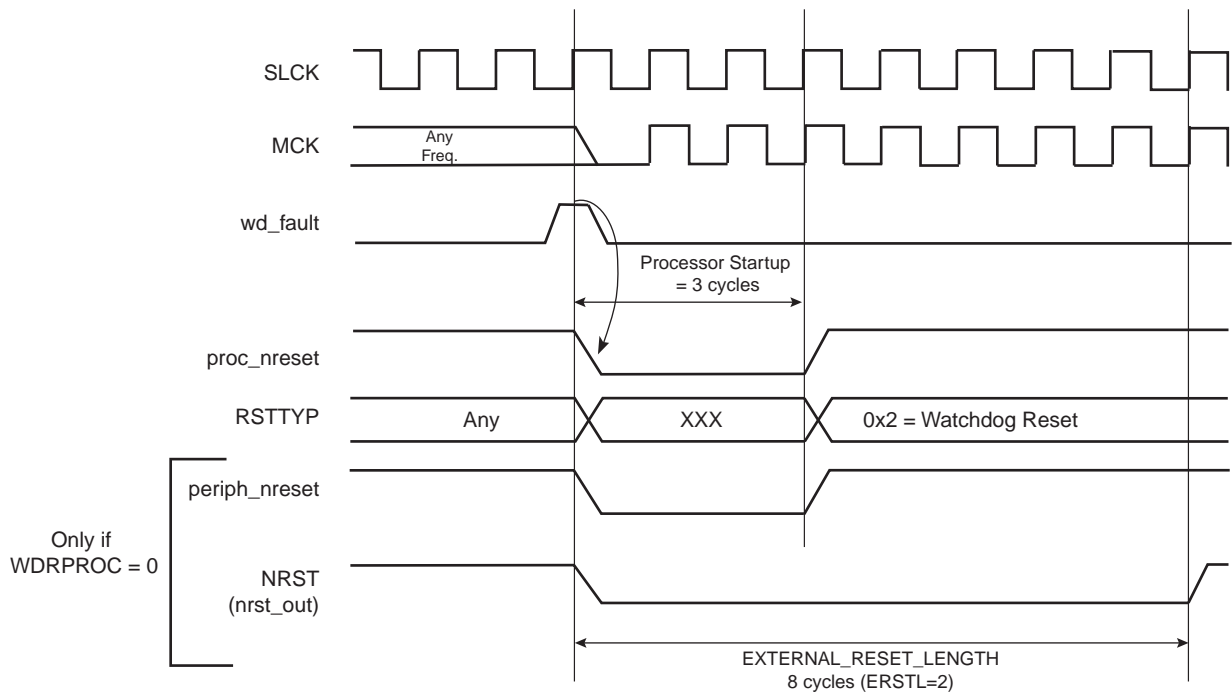 SLCK
MCK
Any
Freq.
wd_fault
Processor Startup
= 3 cycles
proc_nreset
RSTTYP
Any
XXX
0x2 = Watchdog Reset
periph_nreset
Only if
WDRPROC = 0
NRST
(nrst_out)
EXTERNAL_RESET_LENGTH
8 cycles (ERSTL=2)